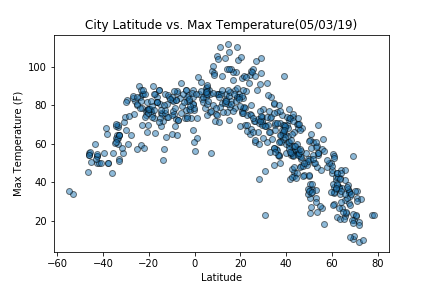 City Latitude vs. Max Temperature(05/03/19)
Max Temperature (F)
100
80
60
40
20
−60 −40 −20 0 20 40 60 80
Latitude